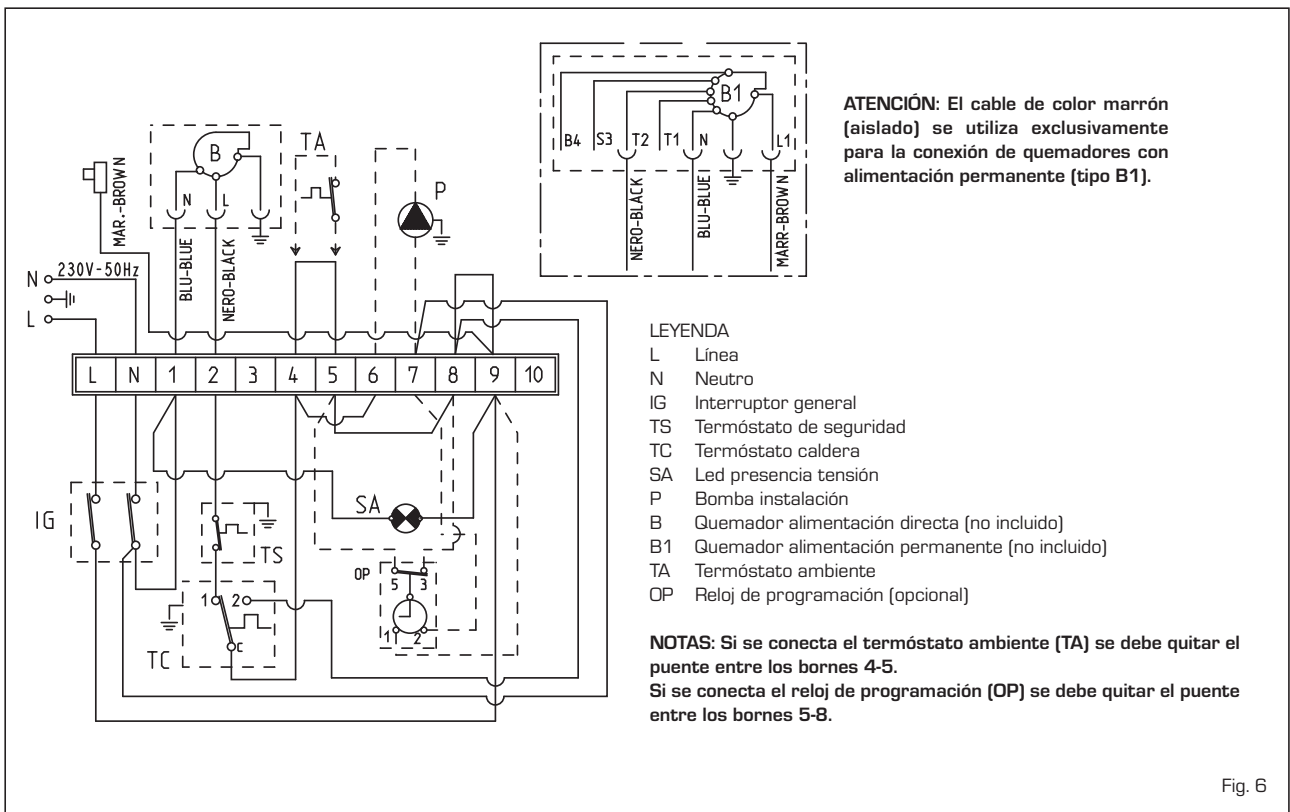 B1
B4 S3 T2 T1 N L1
NERO-BLACK
BLU-BLUE
MARR-BROWN
ATENCIÓN: El cable de color marrón
(aislado) se utiliza exclusivamente
para la conexión de quemadores con
alimentación permanente (tipo B1).
B
TA
P
N L
MAR.-BROWN
BLU-BLUE
NERO-BLACK
N 230V-50Hz
L
L N 1 2 3 4 5 6 7 8 9 10
IG
SA
TS
OP
5 3
1 2
1 2
C
TC
LEYENDA
L Línea
N Neutro
IG Interruptor general
TS Termóstato de seguridad
TC Termóstato caldera
SA Led presencia tensión
P Bomba instalación
B Quemador alimentación directa (no incluido)
B1 Quemador alimentación permanente (no incluido)
TA Termóstato ambiente
OP Reloj de programación (opcional)
NOTAS: Si se conecta el termóstato ambiente (TA) se debe quitar el
puente entre los bornes 4-5.
Si se conecta el reloj de programación (OP) se debe quitar el puente
entre los bornes 5-8.
Fig. 6